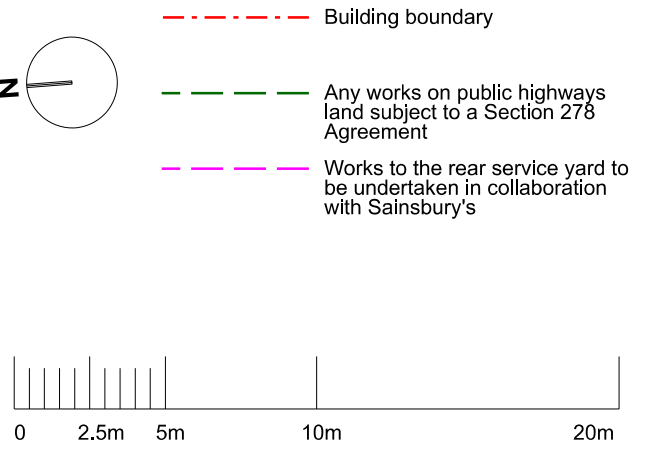 Building boundary
N
Any works on public highways
land subject to a Section 278
Agreement
Works to the rear service yard to
be undertaken in collaboration
with Sainsbury's
0 2.5m 5m 10m 20m